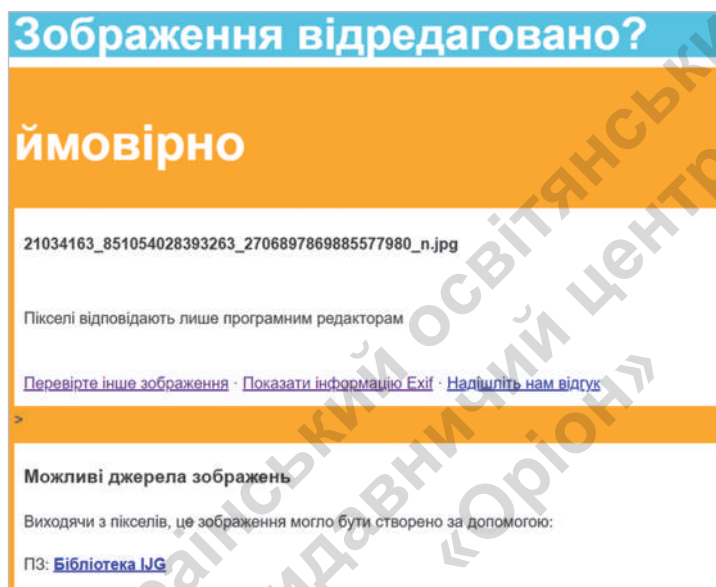 Зображення відредаговано?
ймовірно
21034163_851054028393263_2706897869885577980_n.jpg
Пікселі відповідають лише програмним редакторам
Перевірте інше зображення · Показати інформацію Exif · Надішліть нам відгук
>
Можливі джерела зображень
Виходячи з пікселів, це зображення могло бути створено за допомогою:
ПЗ: Бібліотека IJG
український освітянський
видавничий центр
«Оріон»